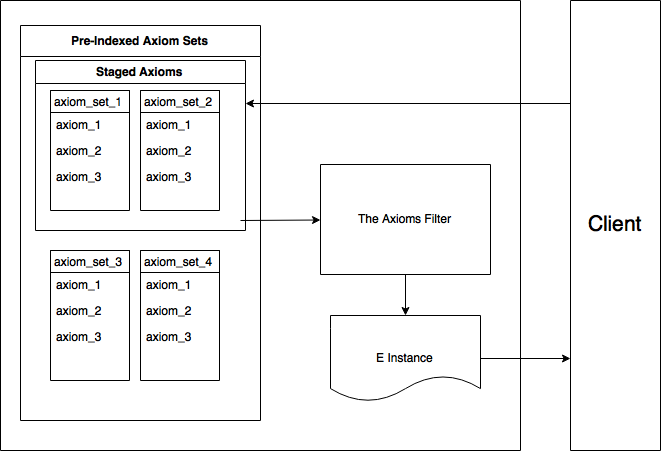 Pre-Indexed Axiom Sets
Staged Axioms
axiom_set_1
axiom_1
axiom_2
axiom_3
axiom_set_2
axiom_1
axiom_2
axiom_3
axiom_set_3
axiom_1
axiom_2
axiom_3
axiom_set_4
axiom_1
axiom_2
axiom_3
The Axioms Filter
E Instance
Client